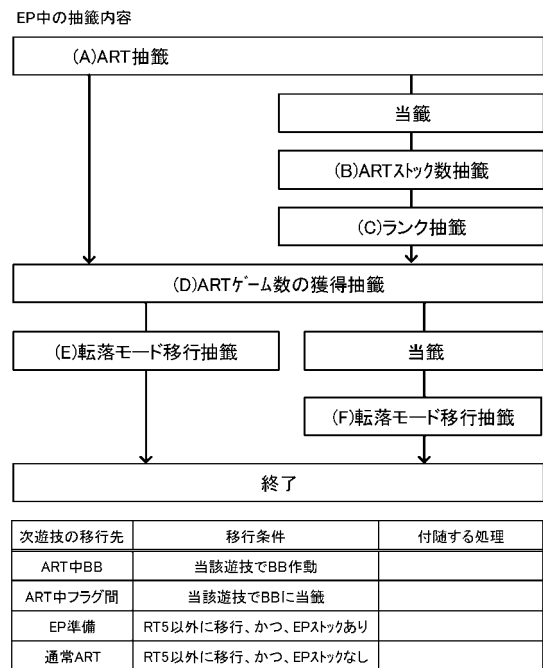 EP中の抽籤内容
(A)ART抽籤
当籤
(B)ARTストック数抽籤
(C)ランク抽籤
(D)ARTゲーム数の獲得抽籤
(E)転落モード移行抽籤
当籤
(F)転落モード移行抽籤
終了
次遊技の移行先 移行条件 付随する処理
ART中BB 当該遊技でBB作動
ART中フラグ間 当該遊技でBBに当籤
EP準備 RT5以外に移行、かつ、EPストックあり
通常ART RT5以外に移行、かつ、EPストックなし